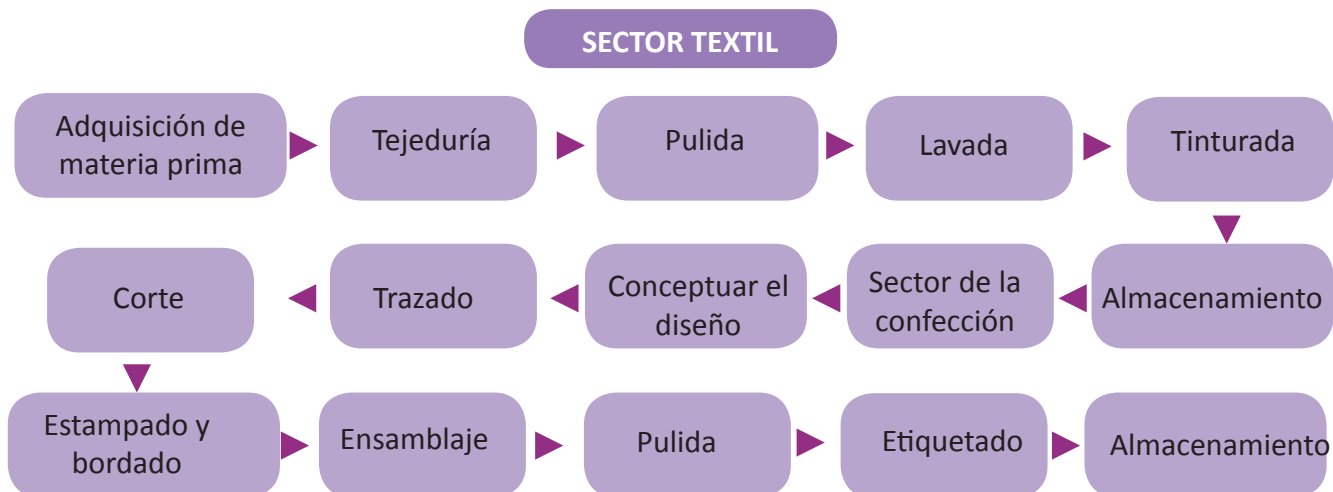 SECTOR TEXTIL
Adquisición de
materia prima
Tejeduría
Pulida
Lavada
Tinturada
Almacenamiento
Sector de la
confección
Conceptuar el
diseño
Trazado
Corte
Estampado y
bordado
Ensamblaje
Pulida
Etiquetado
Almacenamiento